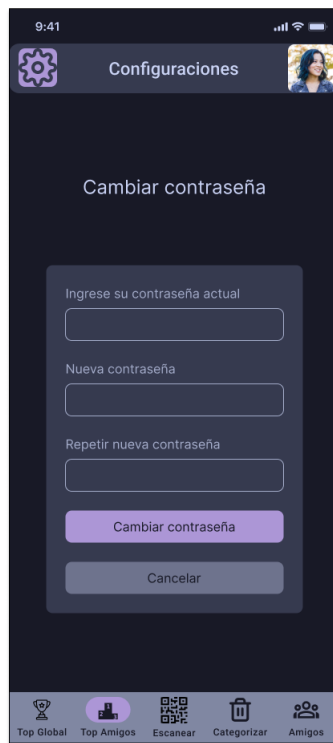 9:41
Configuraciones
Cambiar contraseña
Ingrese su contraseña actual
Nueva contraseña
Repetir nueva contraseña
Cambiar contraseña
Cancelar
Top Global
Top Amigos
Escanear
Categorizar
Amigos